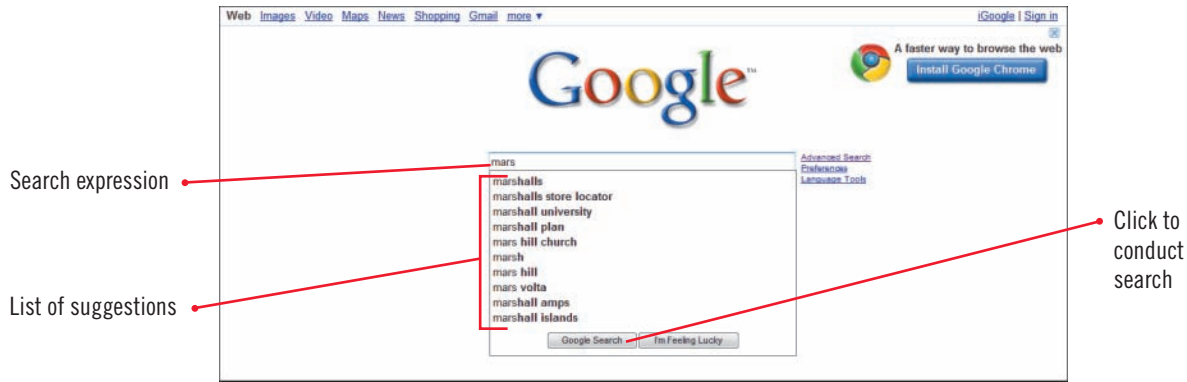 Web Images Video Maps News Shopping Gmail more ▼
iGoogle | Sign in
A faster way to browse the web
Install Google Chrome
Google™
mars
Advanced Search
Preferences
Language Tools
marshalls
marshalls store locator
marshall university
marshall plan
mars hill church
marsh
mars hill
mars volta
marshall amps
marshall islands
Google Search
I'm Feeling Lucky
Search expression
List of suggestions
Click to
conduct
search